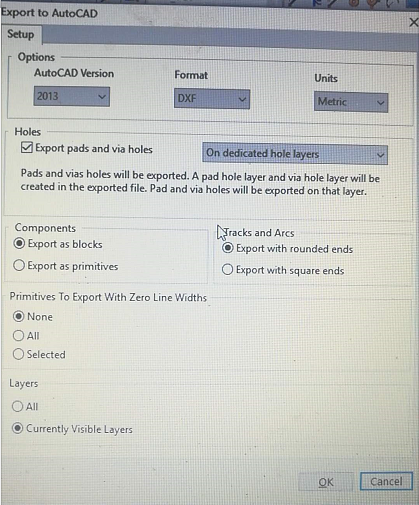 Export to AutoCAD
Setup
Options
AutoCAD Version
Format
Units
2013
DXF
Metric
Holes
Export pads and via holes
On dedicated hole layers
Pads and vias holes will be exported. A pad hole layer and via hole layer will be
created in the exported file. Pad and via holes will be exported on that layer.
Components
Export as blocks
Export as primitives
Tracks and Arcs
Export with rounded ends
Export with square ends
Primitives To Export With Zero Line Widths
None
All
Selected
Layers
All
Currently Visible Layers
OK
Cancel